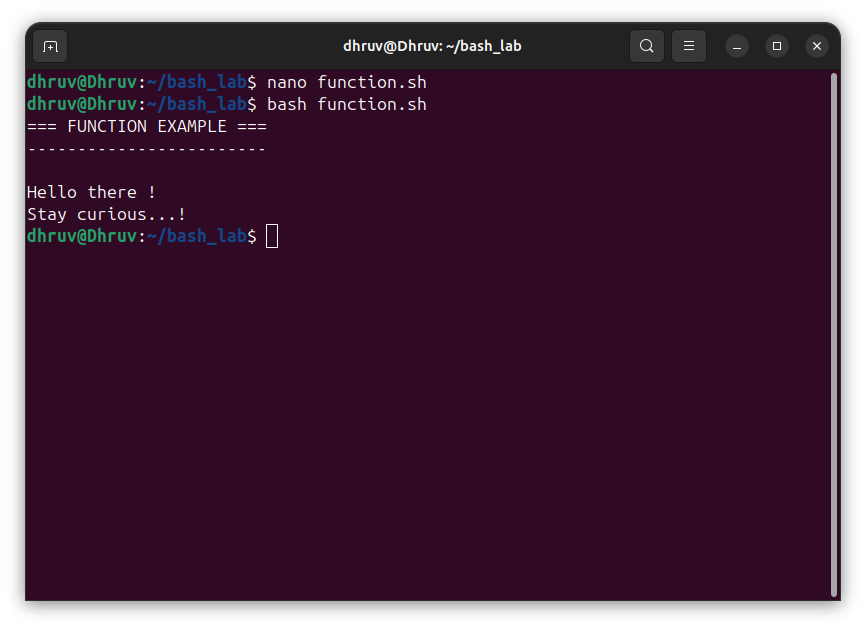 dhruv@Dhruv: ~/bash_lab
dhruv@Dhruv:~/bash_lab$ nano function.sh
dhruv@Dhruv:~/bash_lab$ bash function.sh
=== FUNCTION EXAMPLE ===
------------------------
Hello there !
Stay curious...!
dhruv@Dhruv:~/bash_lab$